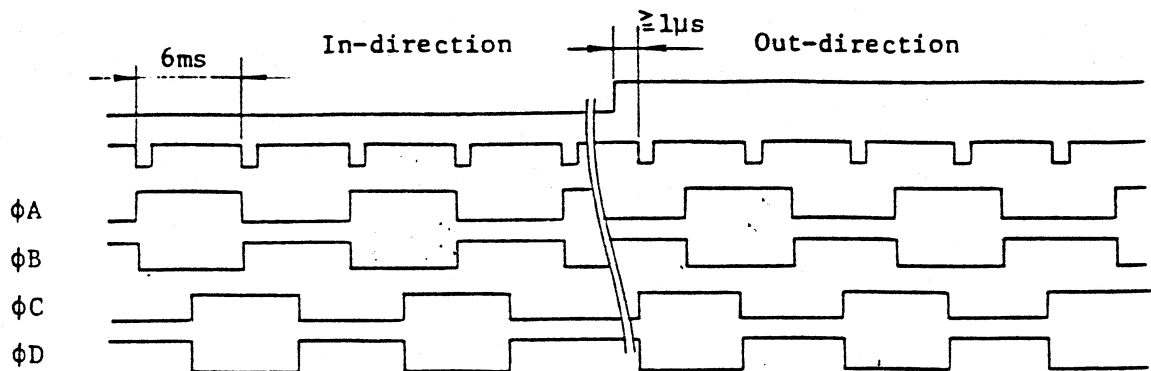 In-direction
≧1µs
Out-direction
6ms
ϕA
ϕB
ϕC
ϕD